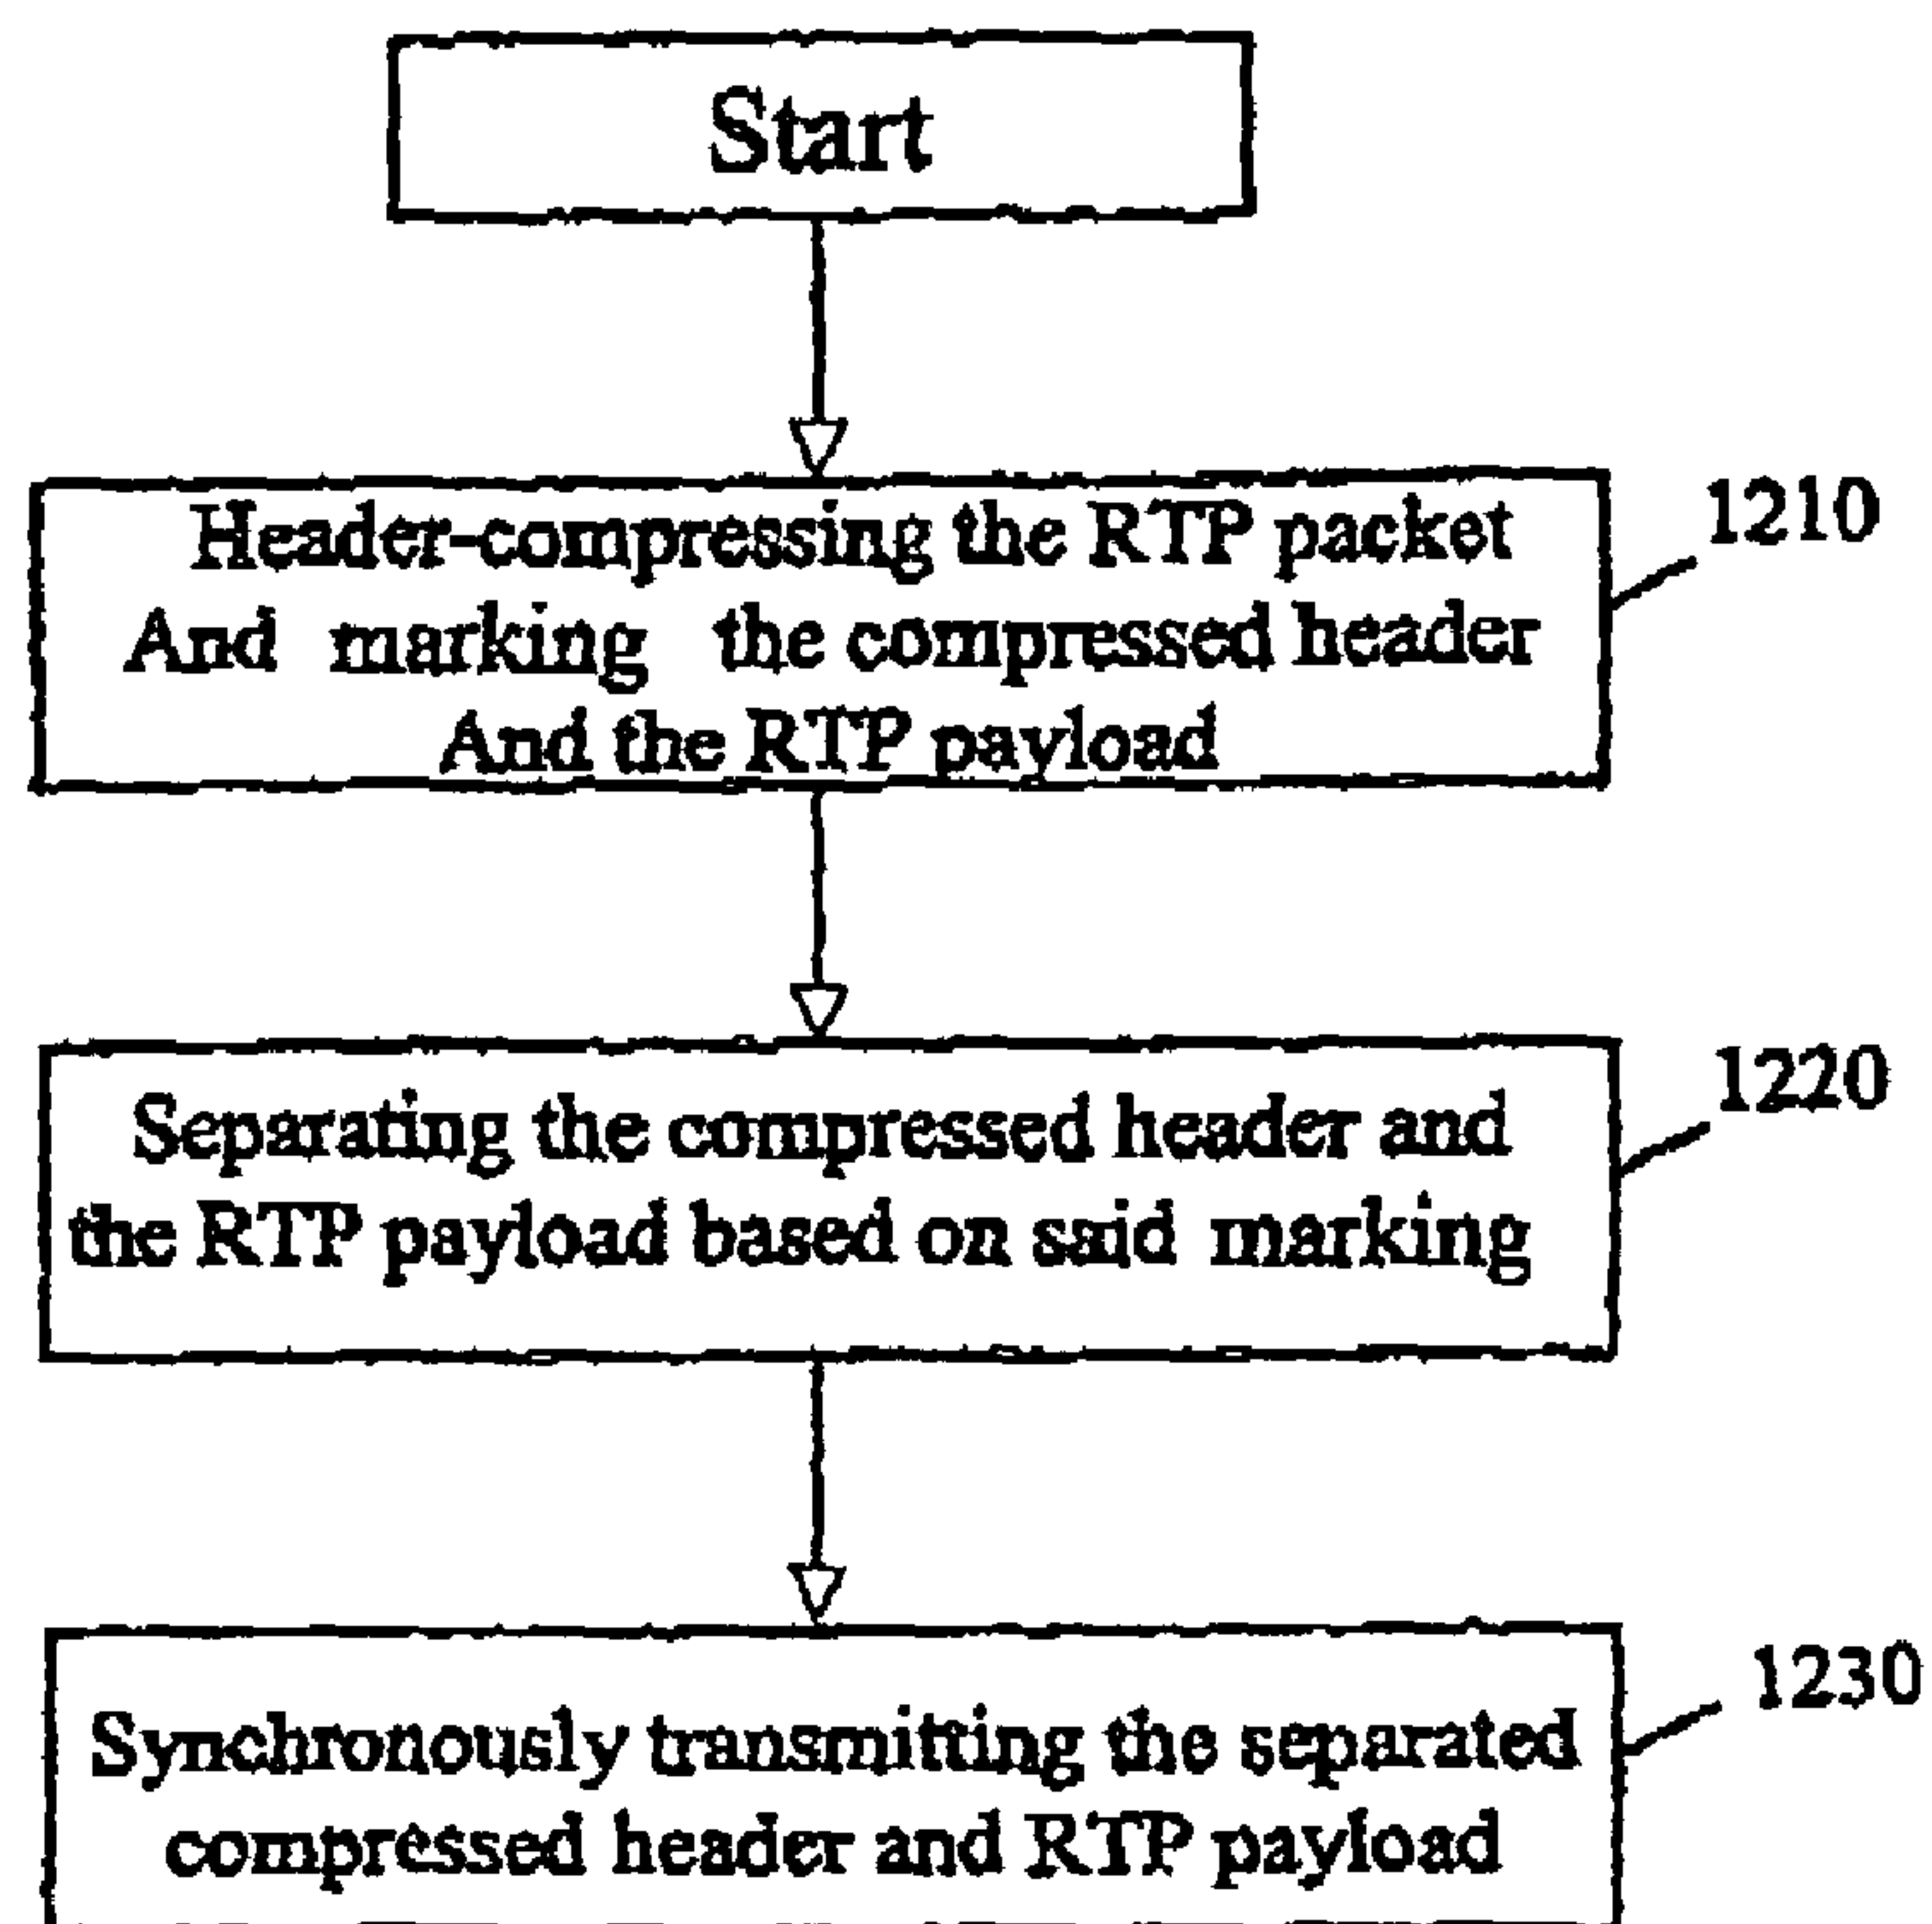 Start
Header-compressing the RTP packet
And marking the compressed header
And the RTP payload
1210
Separating the compressed header and
the RTP payload based on said marking
1220
Synchronously transmitting the separated
compressed header and RTP payload
1230